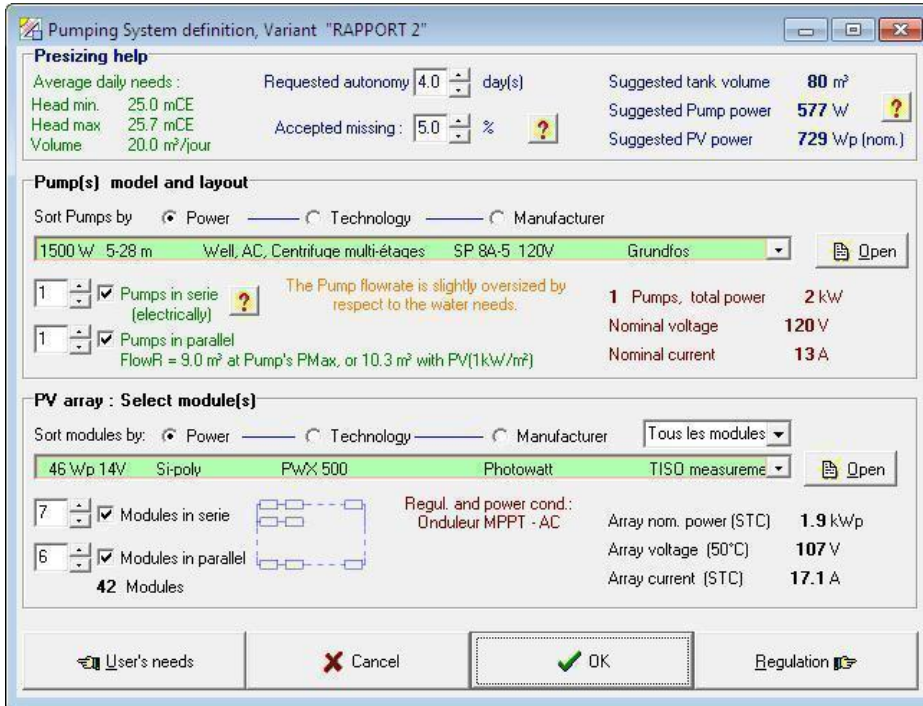 Pumping System definition, Variant "RAPPORT 2"
Presizing help
Average daily needs :
Head min. 25.0 mCE
Head max 25.7 mCE
Volume 20.0 m³/jour
Requested autonomy 4.0 day(s)
Accepted missing : 5.0 % ?
Suggested tank volume 80 m³
Suggested Pump power 577 W ?
Suggested PV power 729 Wp (nom.)
Pump(s) model and layout
Sort Pumps by Power Technology Manufacturer
1500 W 5-28 m Well, AC, Centrifuge multi-étages SP 8A-5 120V Grundfos
Open
1 Pumps in serie
(electrically) ?
The Pump flowrate is slightly oversized by
respect to the water needs.
1 Pumps in parallel
FlowR = 9.0 m³ at Pump's PMax, or 10.3 m³ with PV(1kW/m²)
1 Pumps, total power 2 kW
Nominal voltage 120 V
Nominal current 13 A
PV array : Select module(s)
Sort modules by: Power Technology Manufacturer Tous les modules
46 Wp 14V Si-poly PWX 500 Photowatt TISO measureme
Open
7 Modules in serie
6 Modules in parallel
42 Modules
Regul. and power cond.:
Onduleur MPPT - AC
Array nom. power (STC) 1.9 kWp
Array voltage (50°C) 107 V
Array current (STC) 17.1 A
User's needs
Cancel
OK
Regulation